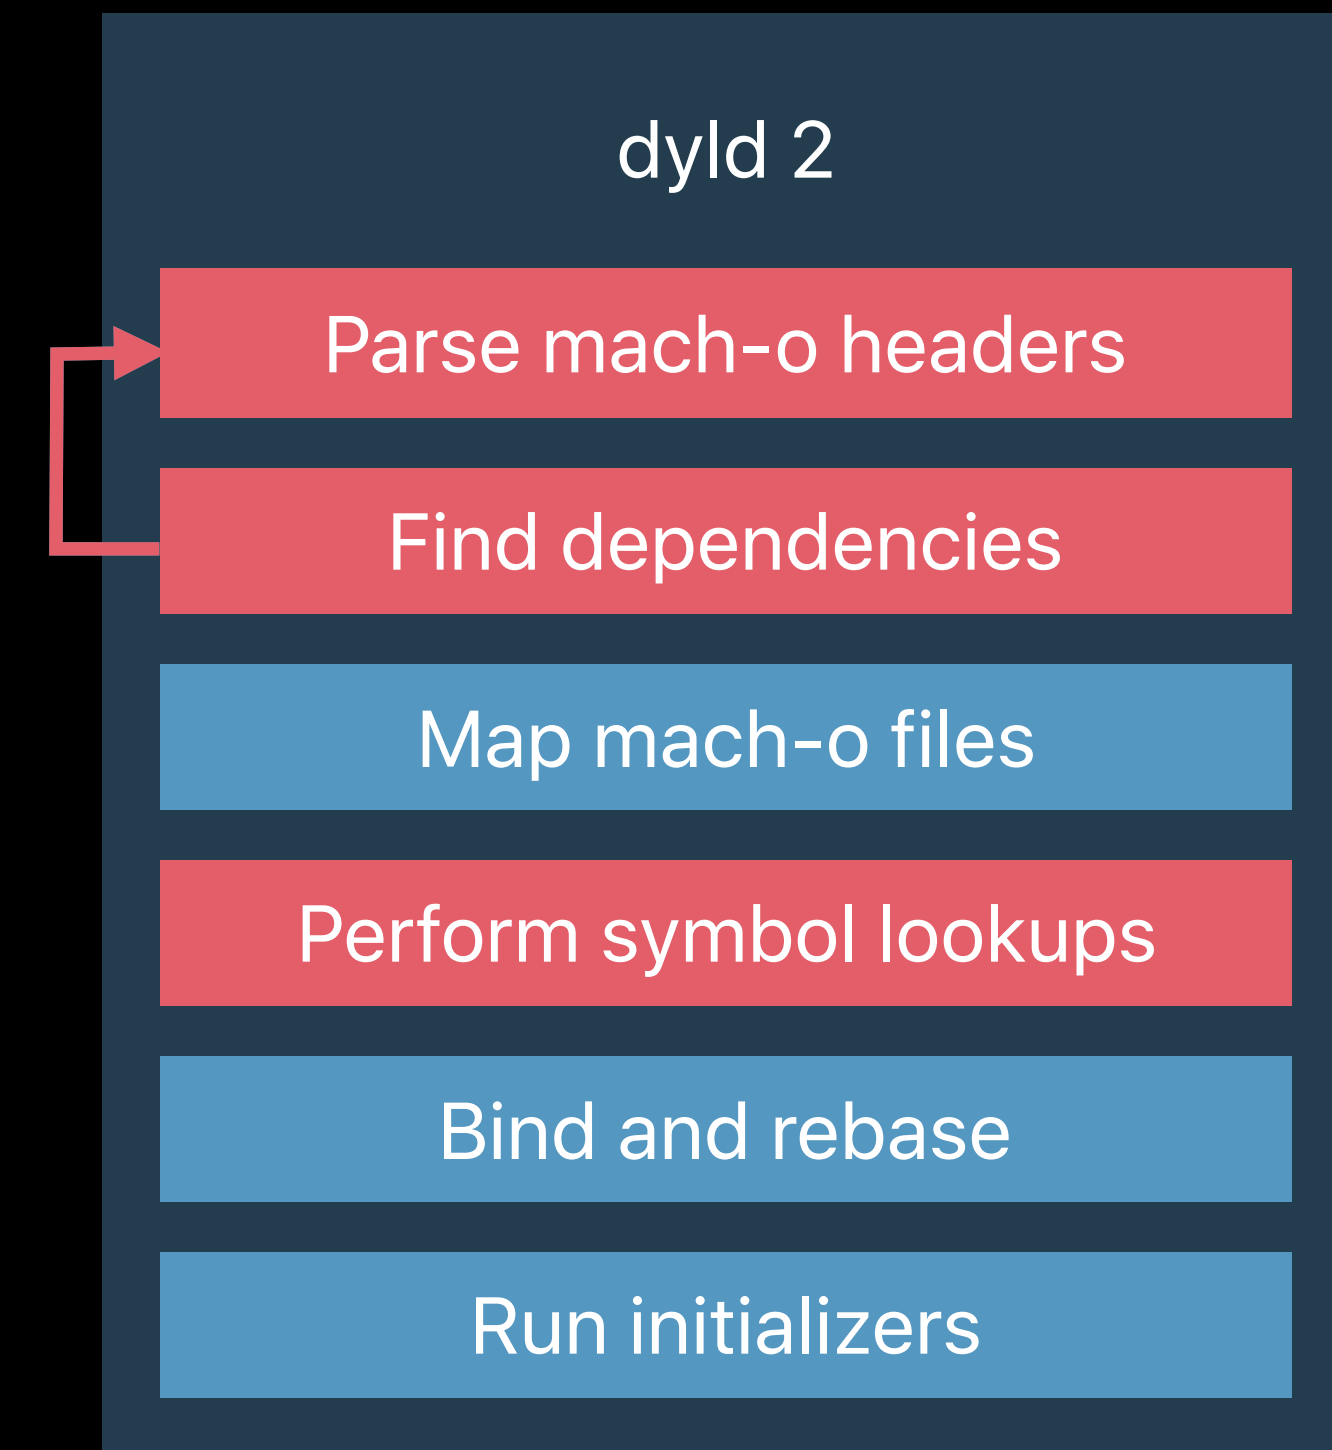 dyld 2
Parse mach-o headers
Find dependencies
Map mach-o files
Perform symbol lookups
Bind and rebase
Run initializers